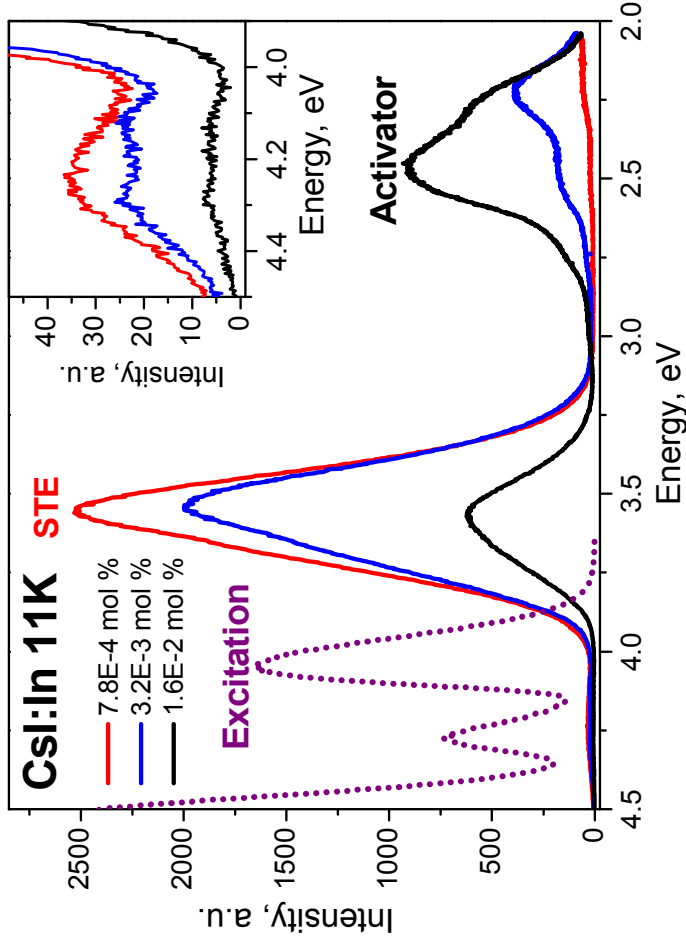 CsI:In 11K
7.8E-4 mol %
3.2E-3 mol %
1.6E-2 mol %
STE
Excitation
Activator
Intensity, a.u.
0
500
1000
1500
2000
2500
4.5
4.0
3.5
3.0
2.5
2.0
Energy, eV
Intensity, a.u.
0
10
20
30
40
4.4
4.2
4.0
Energy, eV